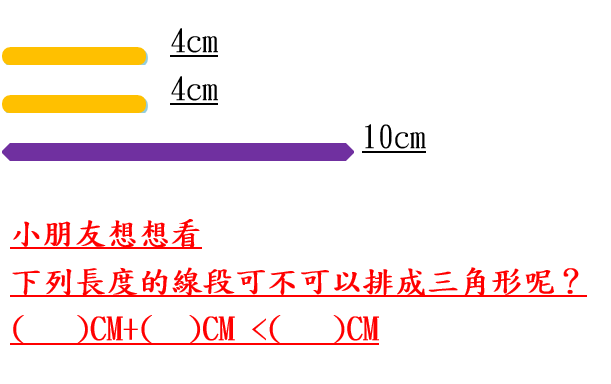 4cm
4cm
10cm
小朋友想想看
下列長度的線段可不可以排成三角形呢？
(   )CM+(  )CM <(   )CM